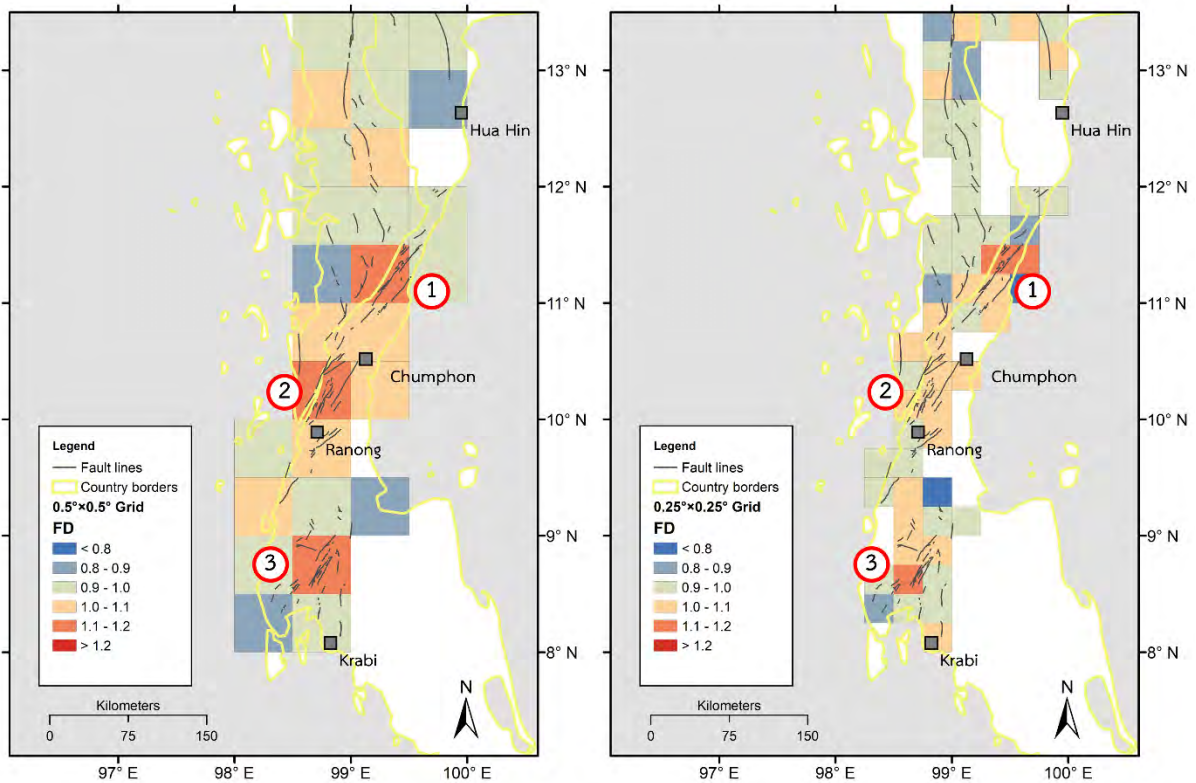 13° N
Hua Hin
12° N
1
11° N
Chumphon
2
10° N
Ranong
9° N
3
8° N
Krabi
Legend
Fault lines
Country borders
0.5°×0.5° Grid
FD
< 0.8
0.8 - 0.9
0.9 - 1.0
1.0 - 1.1
1.1 - 1.2
> 1.2
Kilometers
0 75 150
N
97° E 98° E 99° E 100° E
13° N
Hua Hin
12° N
1
11° N
Chumphon
2
10° N
Ranong
9° N
3
8° N
Krabi
Legend
Fault lines
Country borders
0.25°×0.25° Grid
FD
< 0.8
0.8 - 0.9
0.9 - 1.0
1.0 - 1.1
1.1 - 1.2
> 1.2
Kilometers
0 75 150
N
97° E 98° E 99° E 100° E